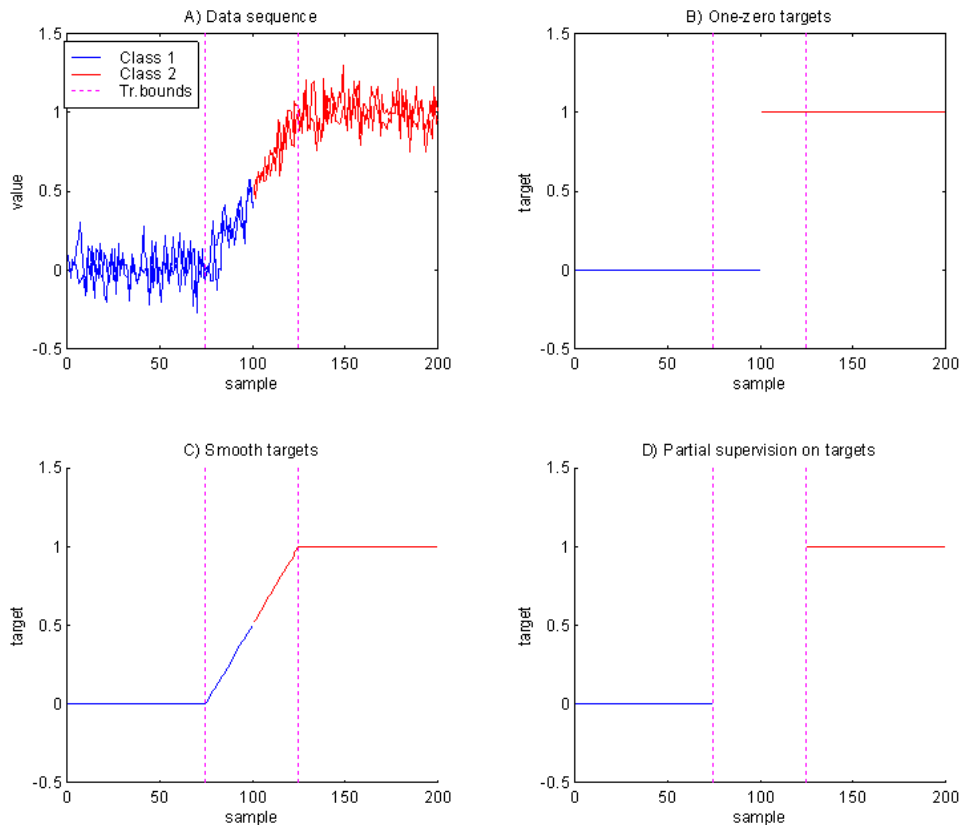 A) Data sequence
1.5
1
0.5
0
-0.5
value
Class 1
Class 2
Tr.bounds
0
50
100
150
200
sample
B) One-zero targets
1.5
1
0.5
0
-0.5
target
0
50
100
150
200
sample
C) Smooth targets
1.5
1
0.5
0
-0.5
target
0
50
100
150
200
sample
D) Partial supervision on targets
1.5
1
0.5
0
-0.5
target
0
50
100
150
200
sample